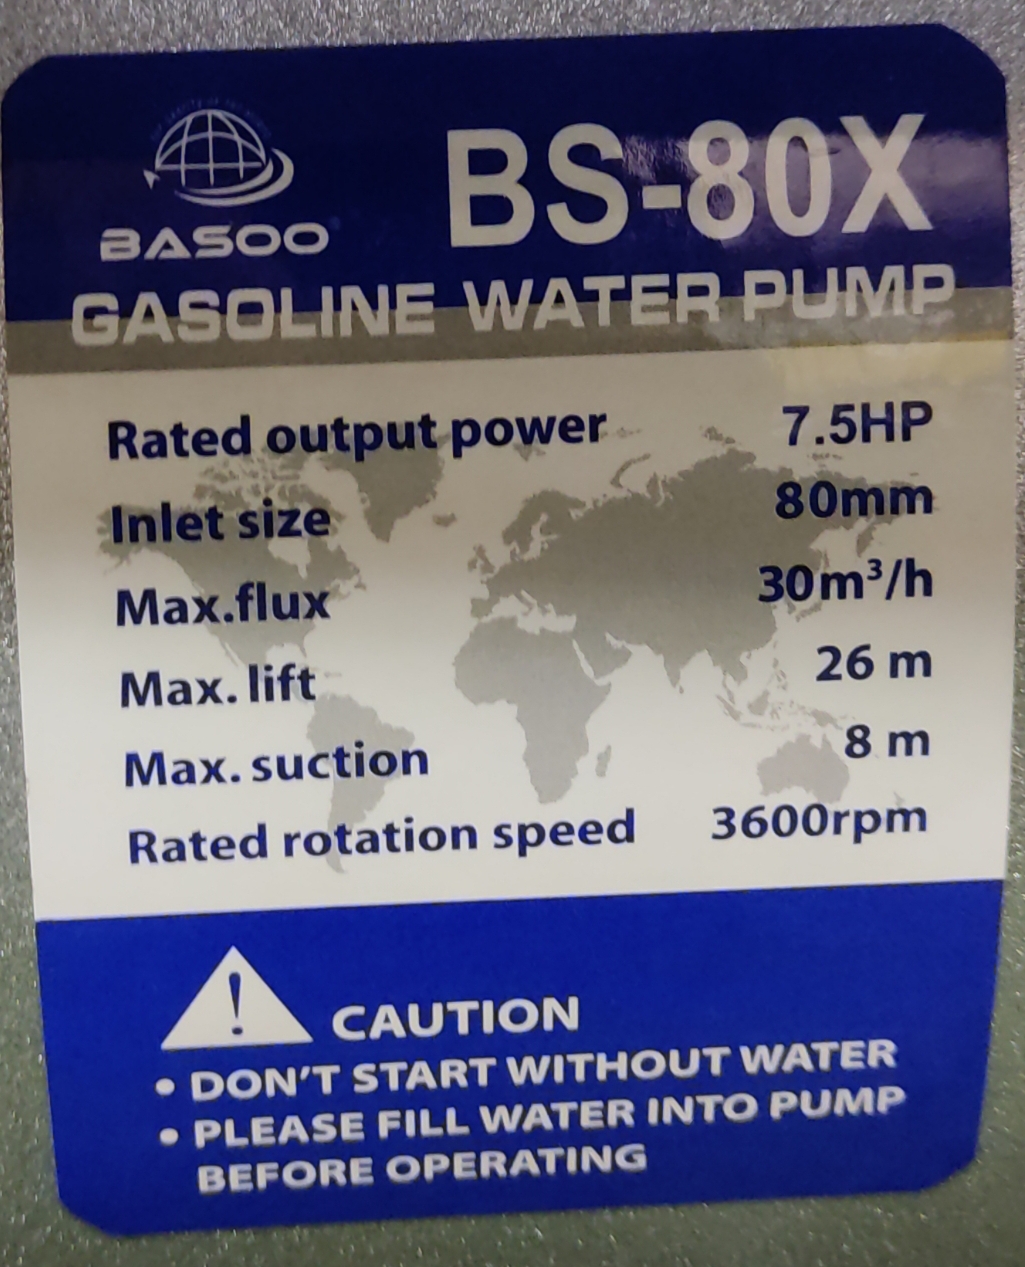 BASOO
BS-80X
GASOLINE WATER PUMP
Rated output power 7.5HP
Inlet size 80mm
Max.flux 30m³/h
Max. lift 26 m
Max. suction 8 m
Rated rotation speed 3600rpm
! CAUTION
• DON'T START WITHOUT WATER
• PLEASE FILL WATER INTO PUMP
BEFORE OPERATING